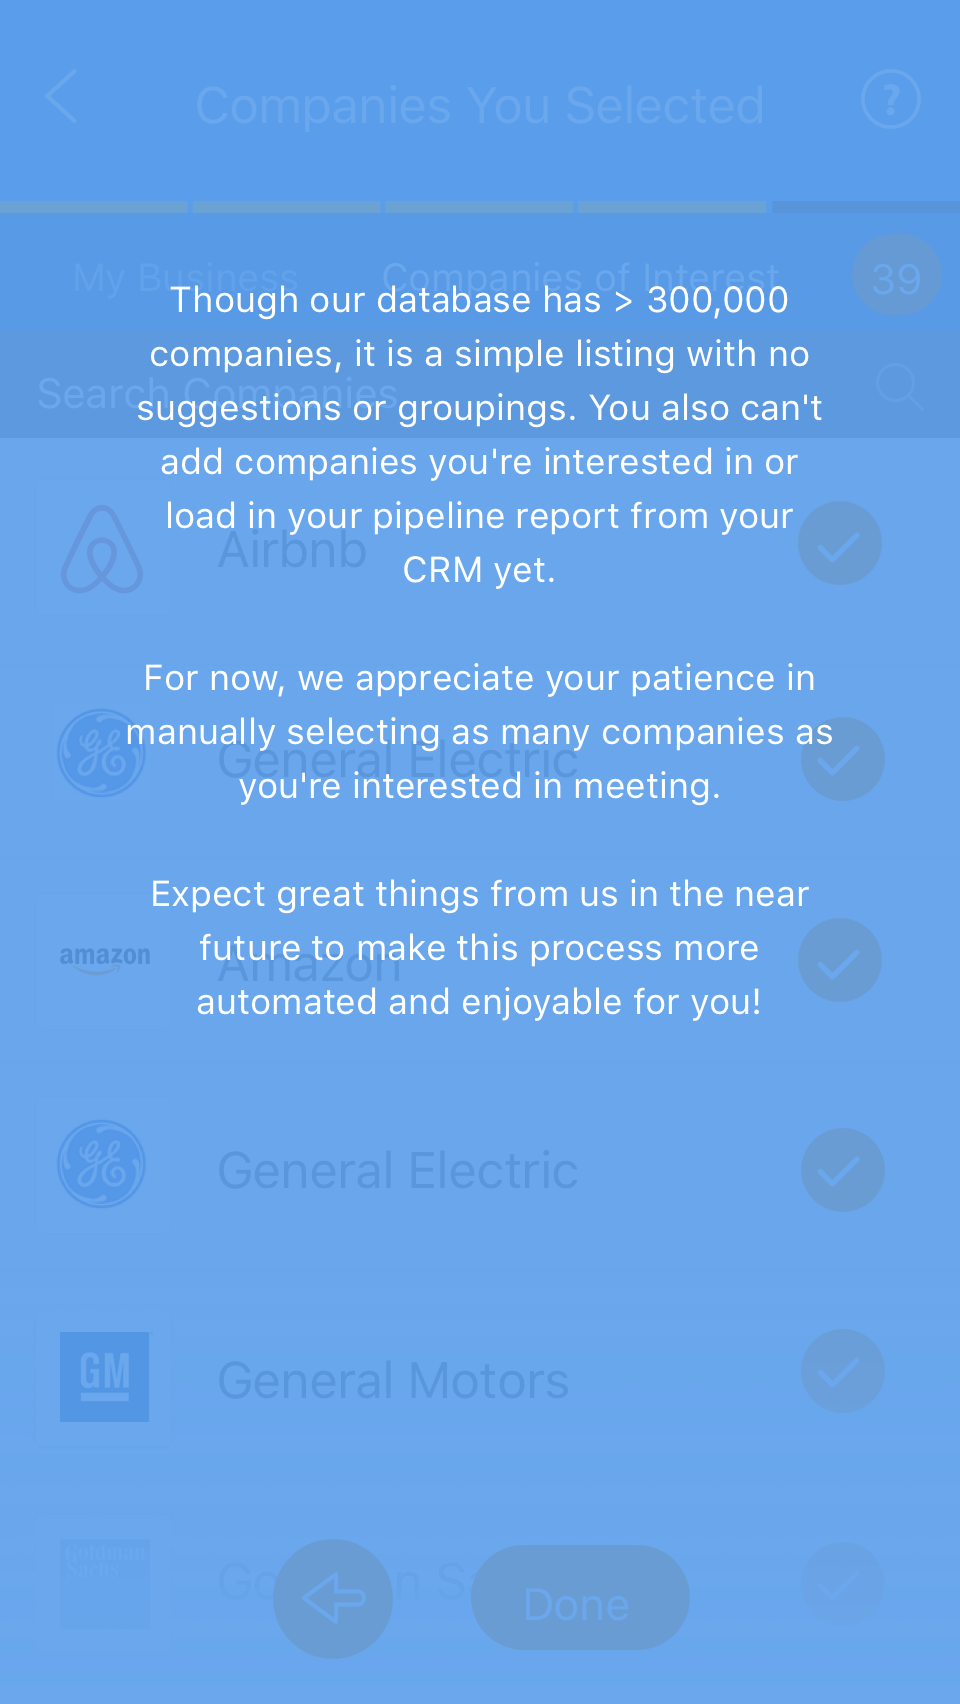 Companies You Selected
?
My Business
Companies of Interest
39
Though our database has > 300,000
companies, it is a simple listing with no
Search Companies
suggestions or groupings. You also can't
add companies you're interested in or
load in your pipeline report from your
Airbnb
CRM yet.
For now, we appreciate your patience in
manually selecting as many companies as
General Electric
you're interested in meeting.
Expect great things from us in the near
future to make this process more
amazon
Amazon
automated and enjoyable for you!
General Electric
GM
General Motors
Goldman
Sachs
Done